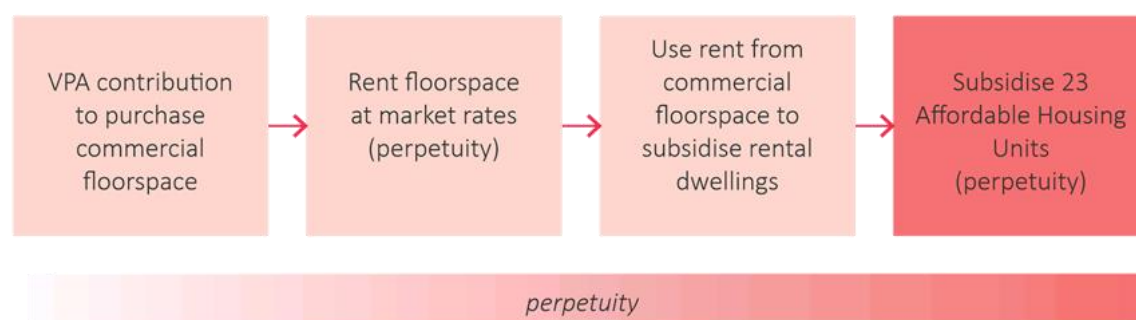 VPA contribution
to purchase
commercial
floorspace
Rent floorspace
at market rates
(perpetuity)
Use rent from
commercial
floorspace to
subsidise rental
dwellings
Subsidise 23
Affordable Housing
Units
(perpetuity)
perpetuity